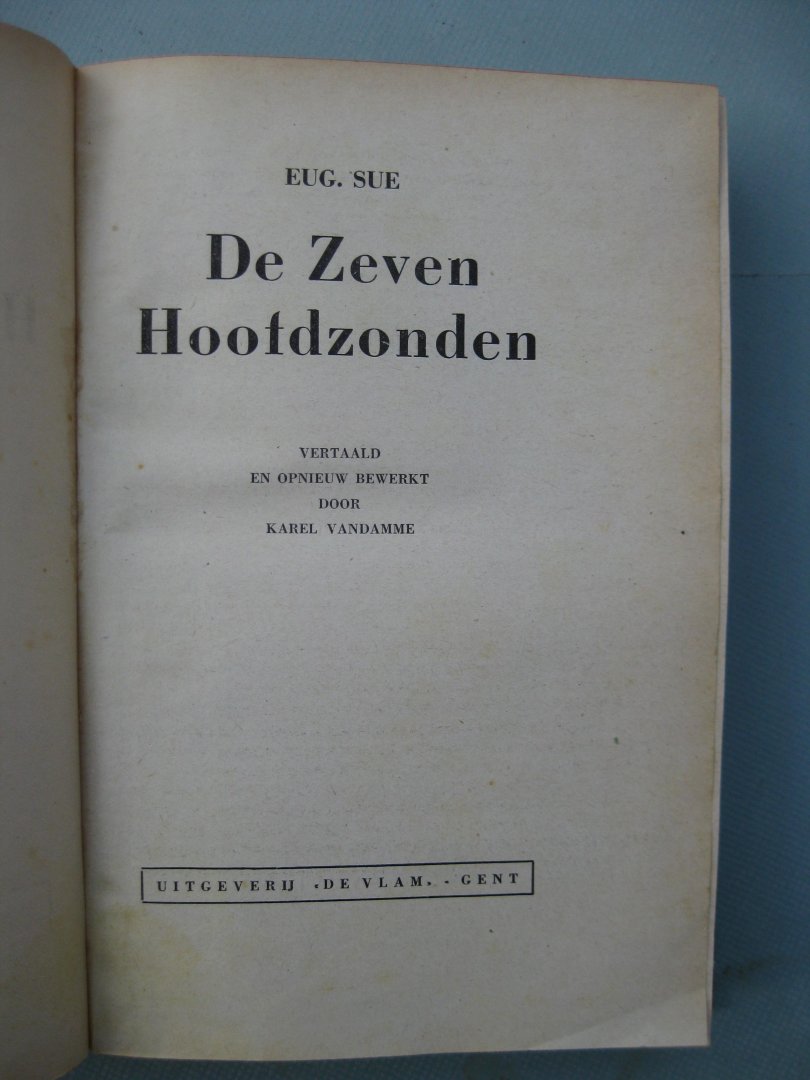 EUG. SUE
De Zeven
Hoofdzonden
VERTAALD
EN OPNIEUW BEWERKT
DOOR
KAREL VANDAMME
UITGEVERIJ «DE VLAM» - GENT